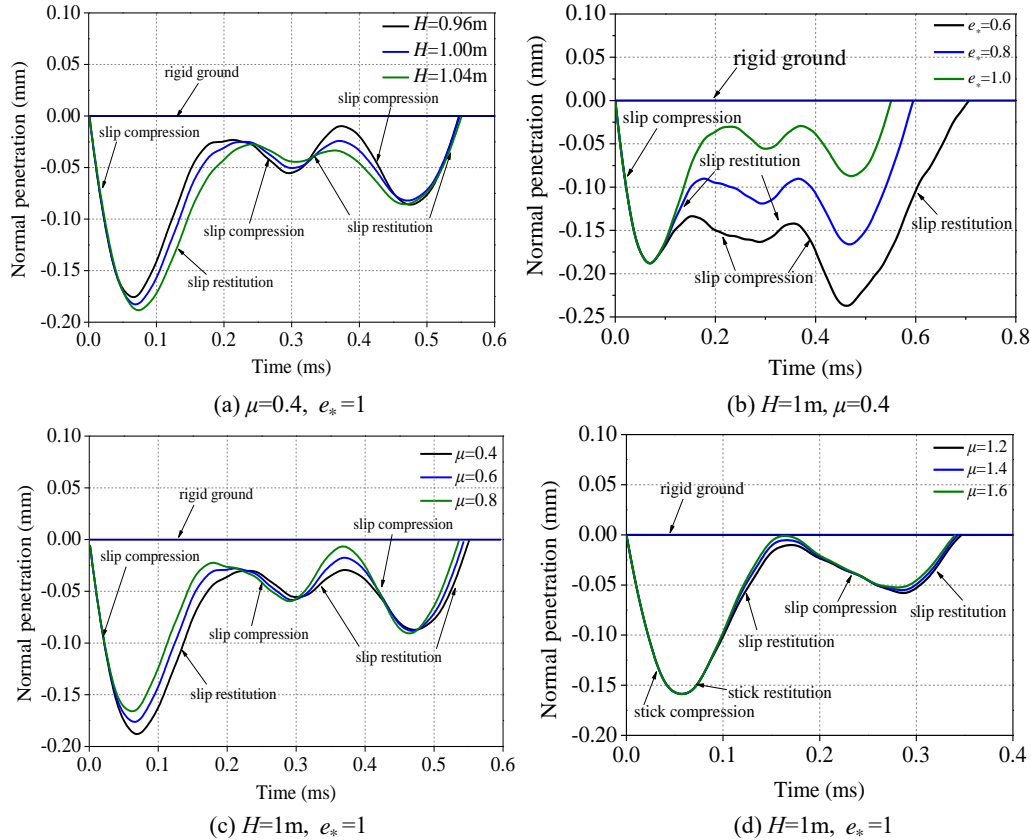 (a)
0.10
0.05
0.00
-0.05
-0.10
-0.15
-0.20
Normal penetration (mm)
H=0.96m
H=1.00m
H=1.04m
rigid ground
slip compression
slip compression
slip compression
slip restitution
slip restitution
0.0 0.1 0.2 0.3 0.4 0.5 0.6
Time (ms)
(a) μ=0.4, e*=1
(b)
0.10
0.05
0.00
-0.05
-0.10
-0.15
-0.20
-0.25
Normal penetration (mm)
e*=0.6
e*=0.8
e*=1.0
rigid ground
slip compression
slip restitution
slip restitution
slip compression
0.0 0.2 0.4 0.6 0.8
Time (ms)
(b) H=1m, μ=0.4
(c)
0.10
0.05
0.00
-0.05
-0.10
-0.15
-0.20
Normal penetration (mm)
μ=0.4
μ=0.6
μ=0.8
rigid ground
slip compression
slip compression
slip compression
slip restitution
slip restitution
0.0 0.1 0.2 0.3 0.4 0.5 0.6
Time (ms)
(c) H=1m, e*=1
(d)
0.10
0.05
0.00
-0.05
-0.10
-0.15
-0.20
Normal penetration (mm)
μ=1.2
μ=1.4
μ=1.6
rigid ground
slip compression
slip restitution
slip restitution
stick restitution
stick compression
0.0 0.1 0.2 0.3 0.4
Time (ms)
(d) H=1m, e*=1